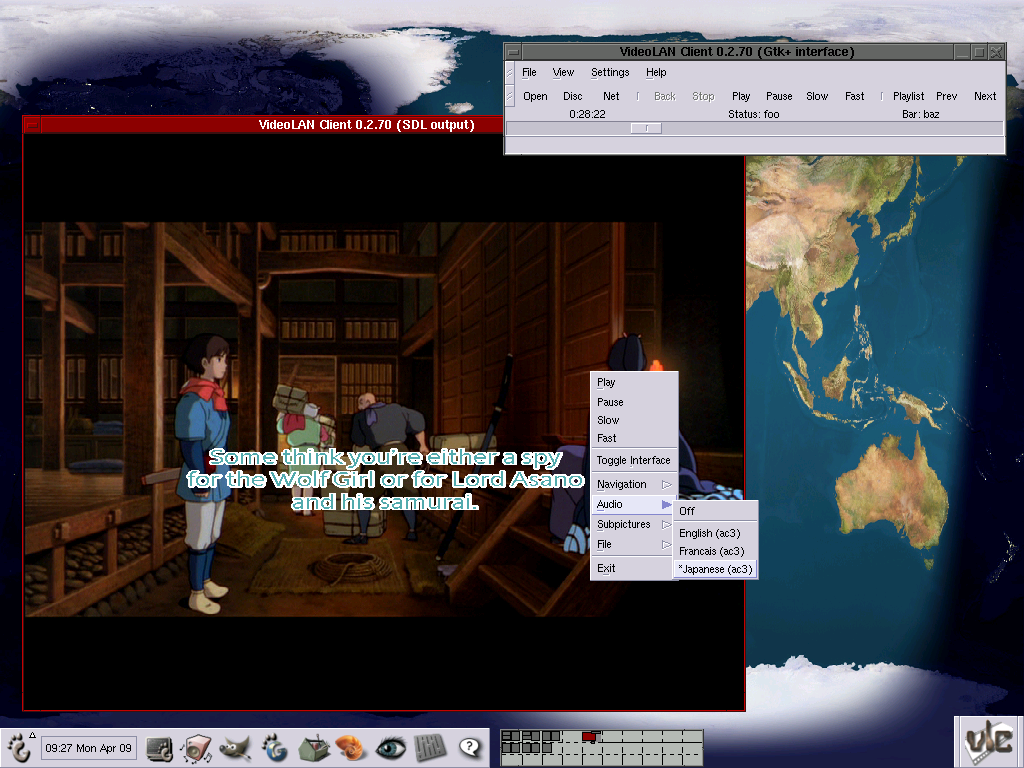 VideoLAN Client 0.2.70 (Gtk+ interface)
File View Settings Help
Open Disc Net Back Stop Play Pause Slow Fast Playlist Prev Next
0:28:22 Status: foo Bar: baz
VideoLAN Client 0.2.70 (SDL output)
Some think you're either a spy
for the Wolf Girl or for Lord Asano
and his samurai.
Play
Pause
Slow
Fast
Toggle Interface
Navigation
Audio
Subpictures
File
Exit
Off
English (ac3)
Francais (ac3)
*Japanese (ac3)
09:27 Mon Apr 09
vlc